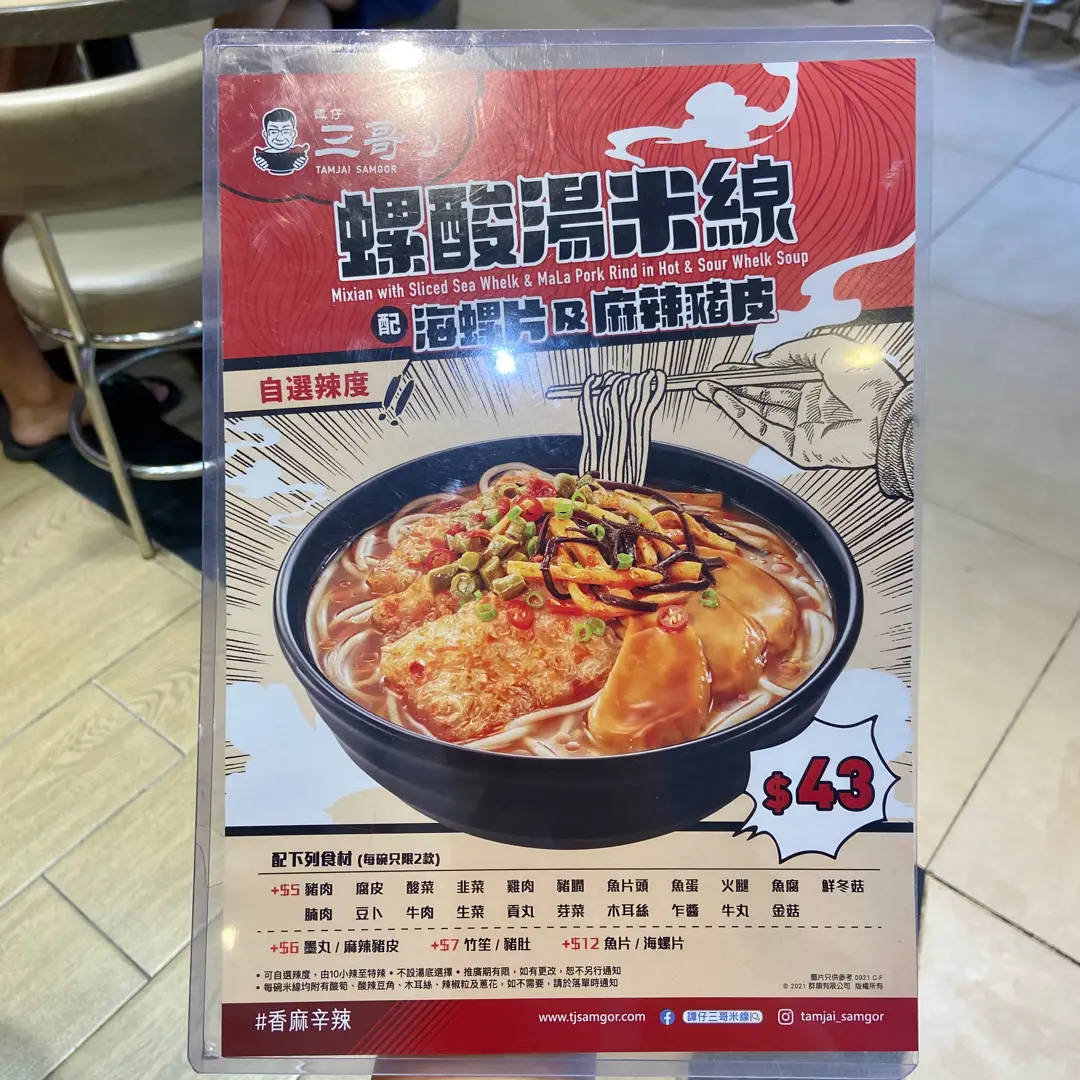 譚仔
三哥
TAMJAI SAMGOR
螺酸湯米線
Mixian with Sliced Sea Whelk & MaLa Pork Rind in Hot & Sour Whelk Soup
配 海螺片及麻辣豬皮
自選辣度
$43
配下列食材 (每碗只限2款)
+$5 豬肉 腐皮 酸菜 韭菜 雞肉 豬膶 魚片頭 魚蛋 火腿 魚腐 鮮冬菇
腩肉 豆卜 牛肉 生菜 貢丸 芽菜 木耳絲 乍醬 牛丸 金菇
+$6 墨丸 / 麻辣豬皮 +$7 竹笙 / 豬肚 +$12 魚片 / 海螺片
• 可自選辣度，由10小辣至特辣 • 不設湯底選擇 • 推廣期有限，如有更改，恕不另行通知
• 每碗米線均附有酸筍、酸辣豆角、木耳絲、辣椒粒及蔥花，如不需要，請於落單時通知
圖片只供參考 0921 C-F
© 2021 群順有限公司 版權所有
#香麻辛辣
www.tjsamgor.com 譚仔三哥米線 tamjai_samgor